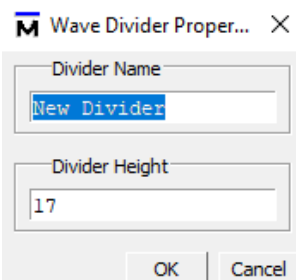 Wave Divider Proper...
Divider Name
New Divider
Divider Height
17
OK Cancel